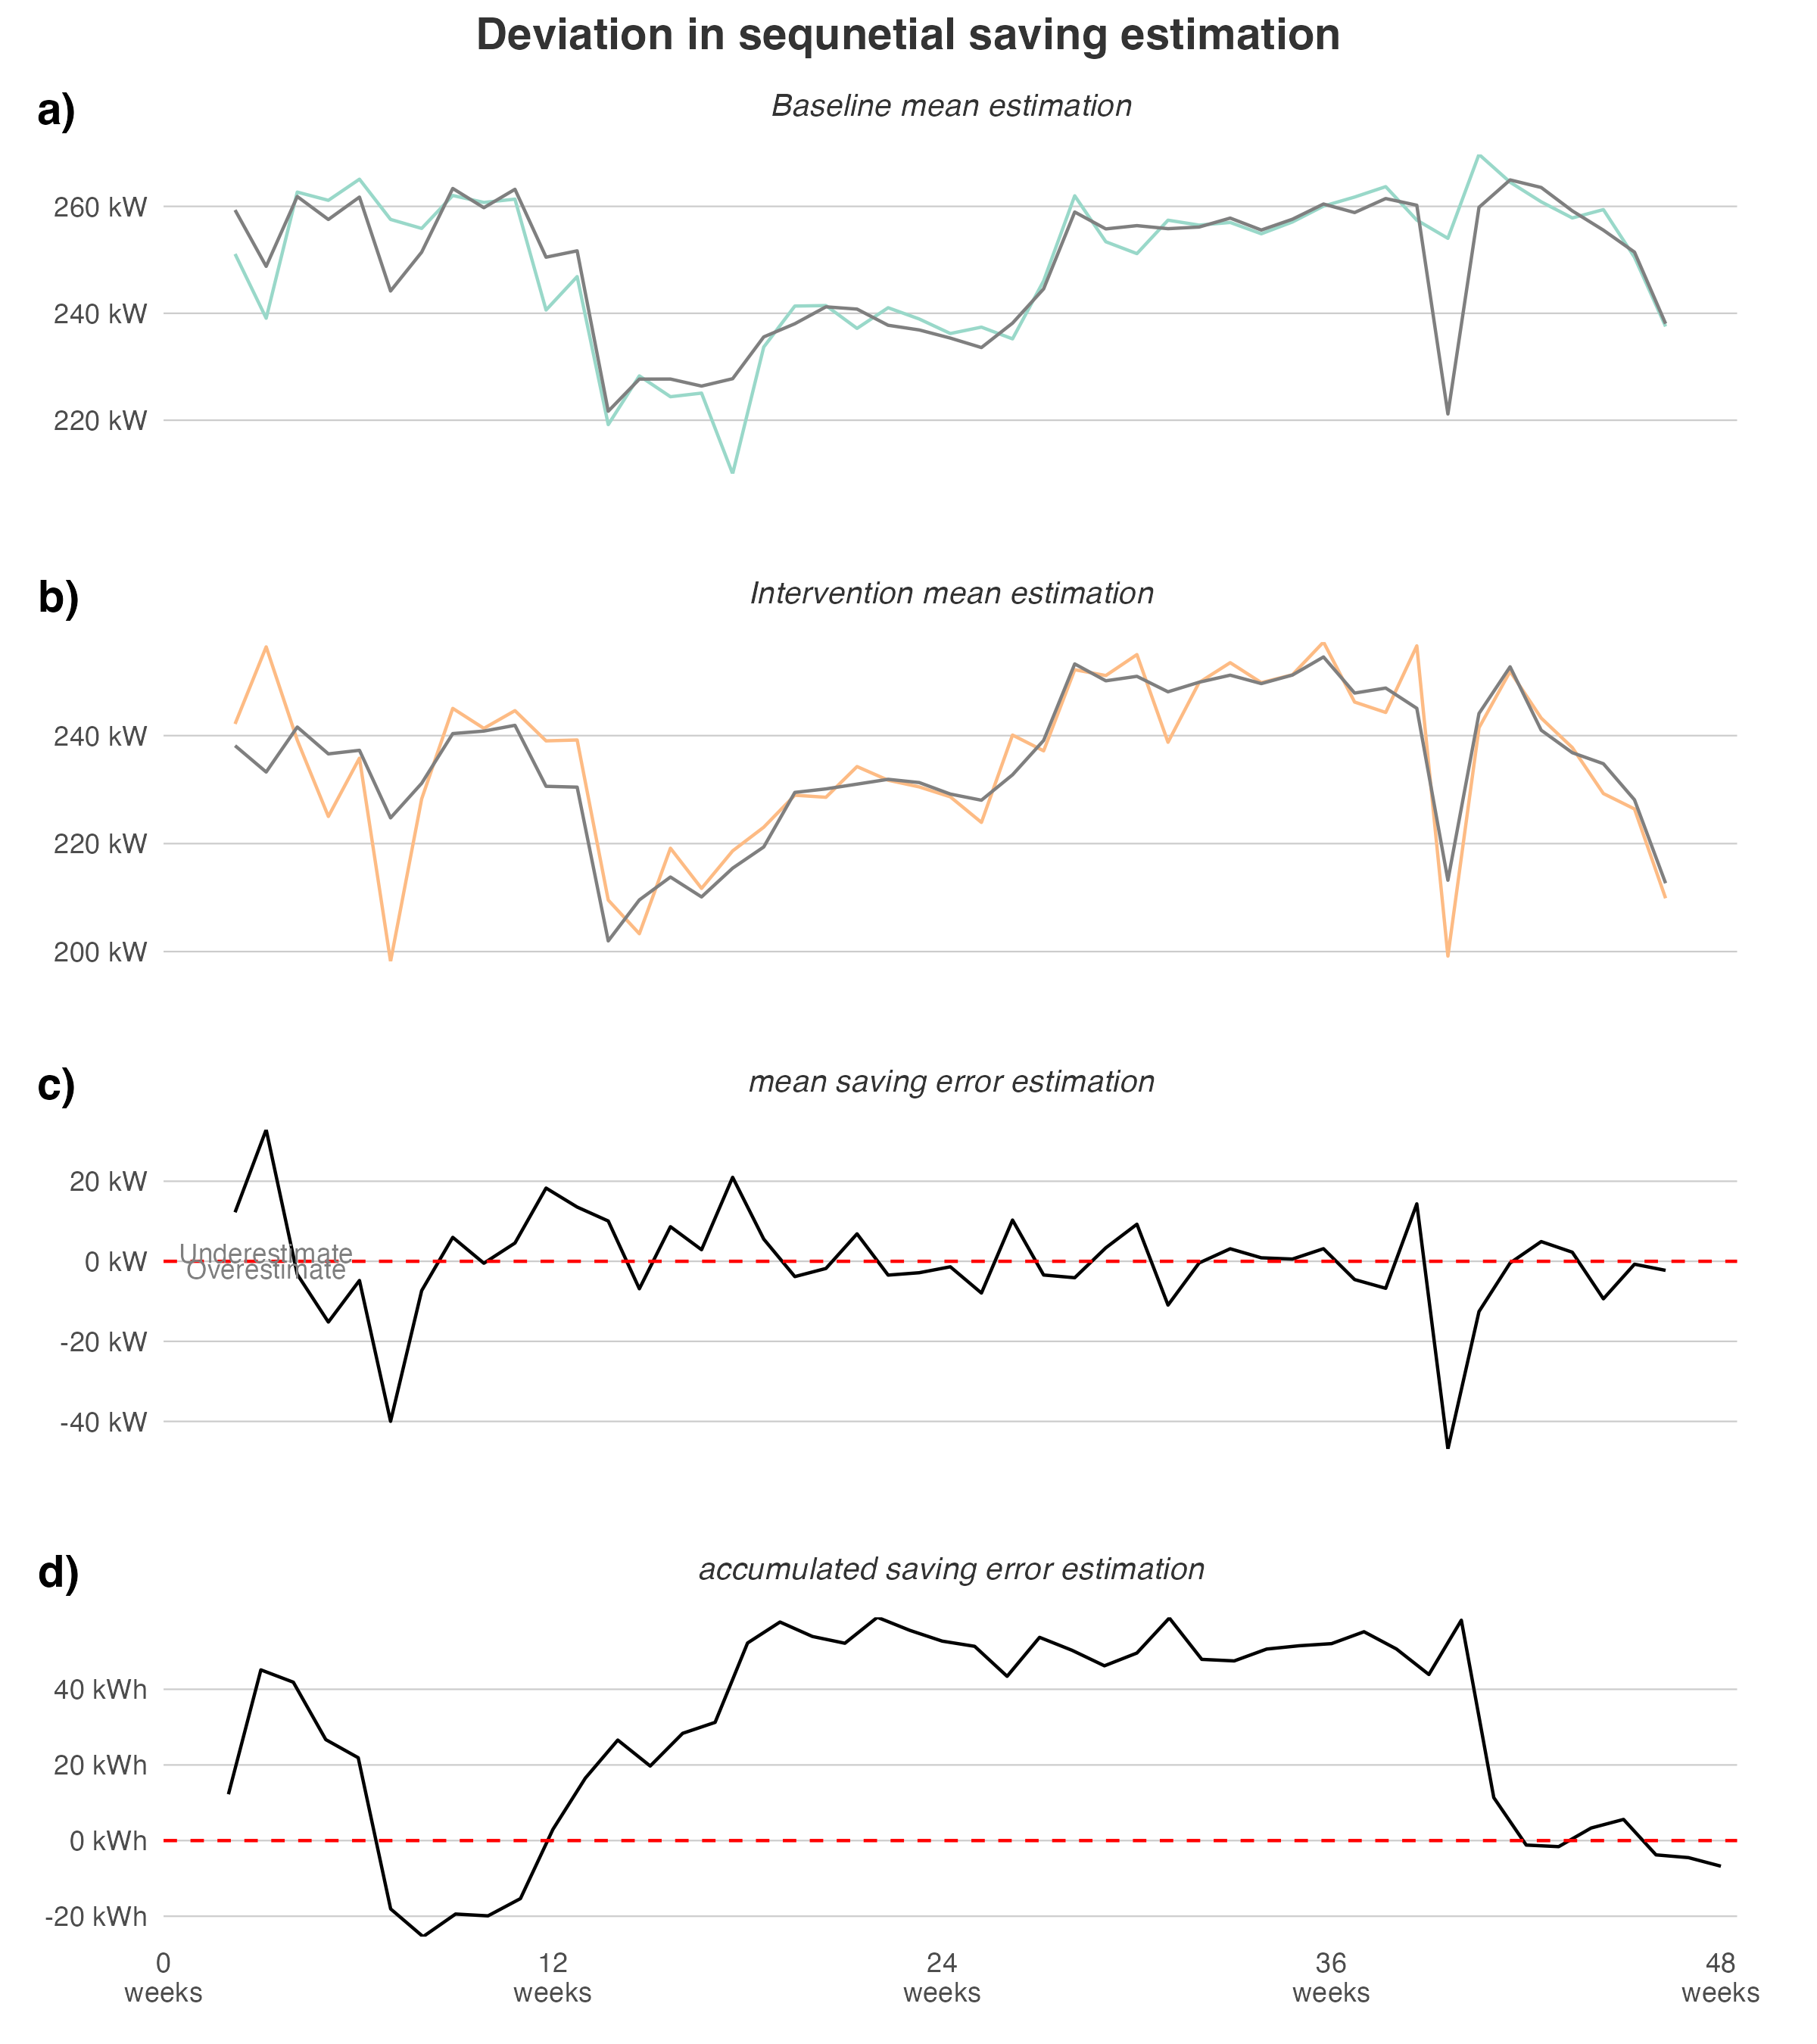 Deviation in sequnetial saving estimation
a)
Baseline mean estimation
260 kW
240 kW
220 kW
b)
Intervention mean estimation
240 kW
220 kW
200 kW
c)
mean saving error estimation
20 kW
Underestimate
0 kW
Overestimate
-20 kW
-40 kW
d)
accumulated saving error estimation
40 kWh
20 kWh
0 kWh
-20 kWh
0 12 24 36 48
weeks weeks weeks weeks weeks